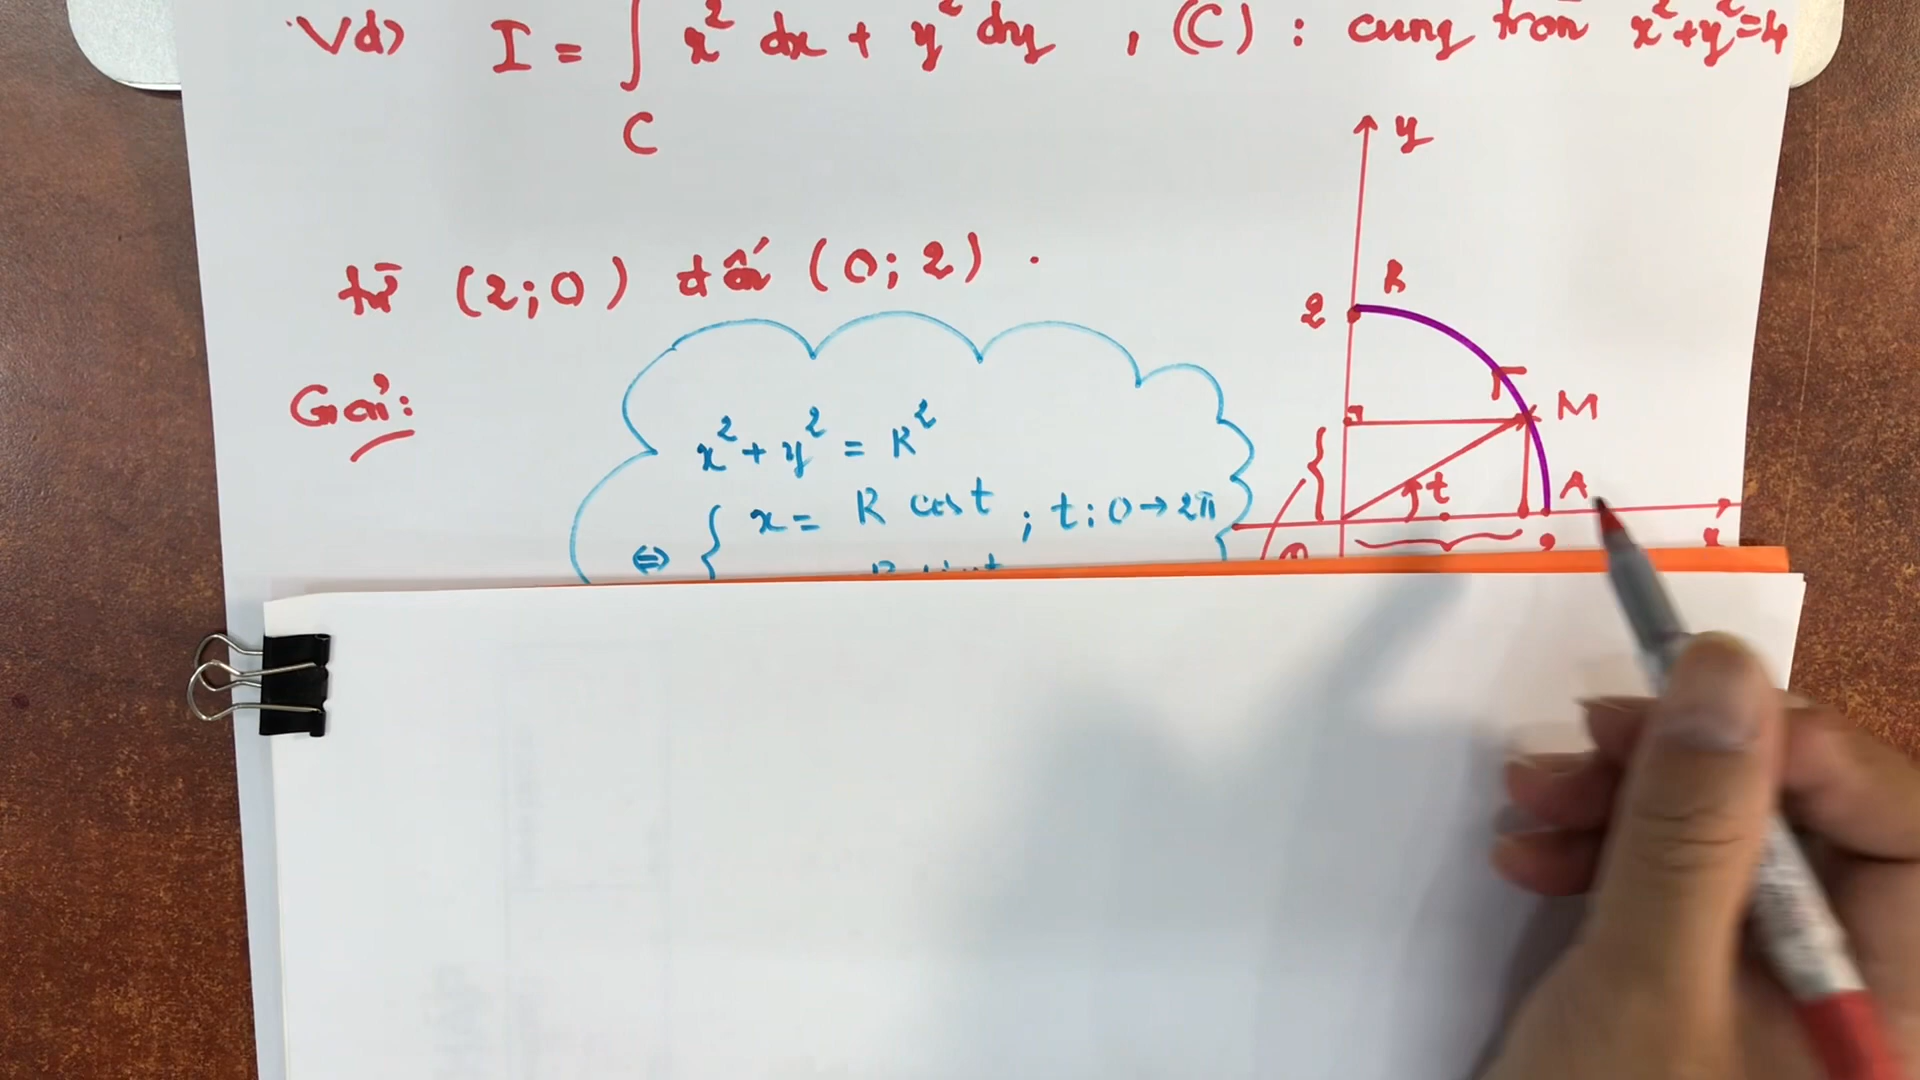 Vd> I = ∫ x² dx + y² dy , (C) : cung tròn x²+y²=4
C
từ (2;0) đến (0;2) .
Giải:
x² + y² = R²
⇔ { x = R cost ; t : 0 → 2π
y
B
2
M
t
A
x